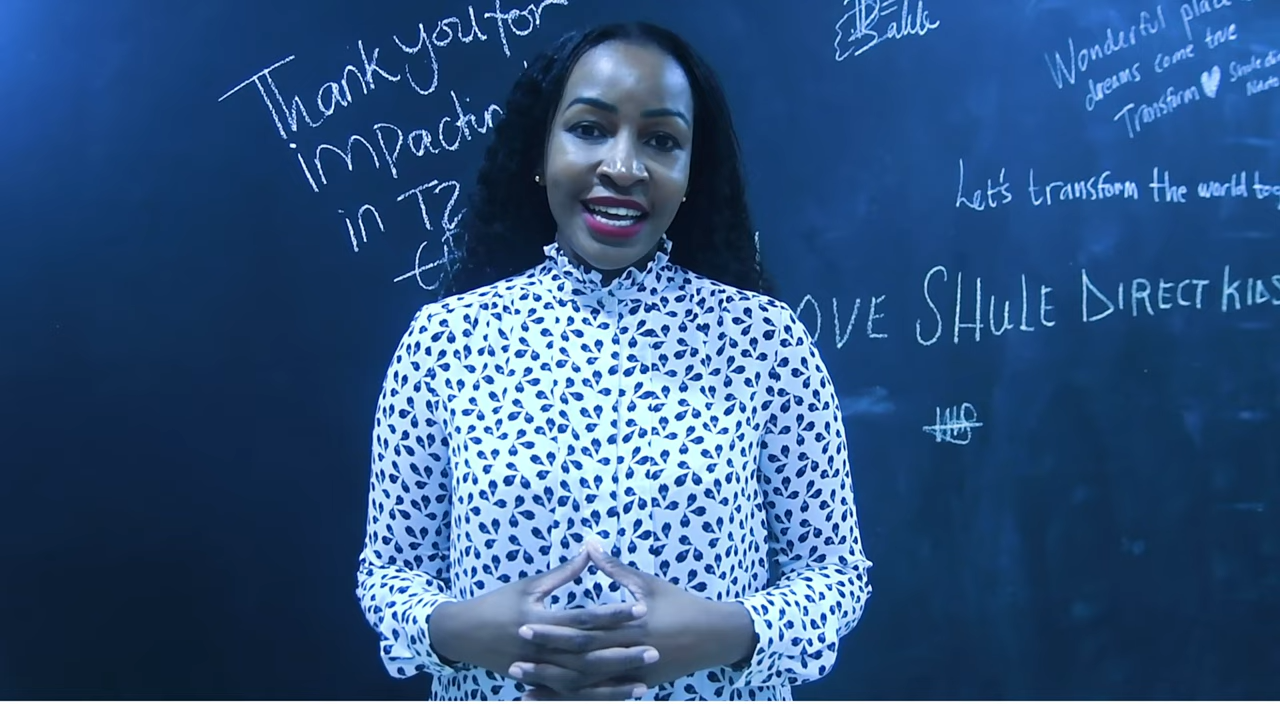 Thank you for
impactin
in TZ
Wonderful place
dreams come true
Transform
Let's transform the world tog
OVE SHULE DIRECT KIDS